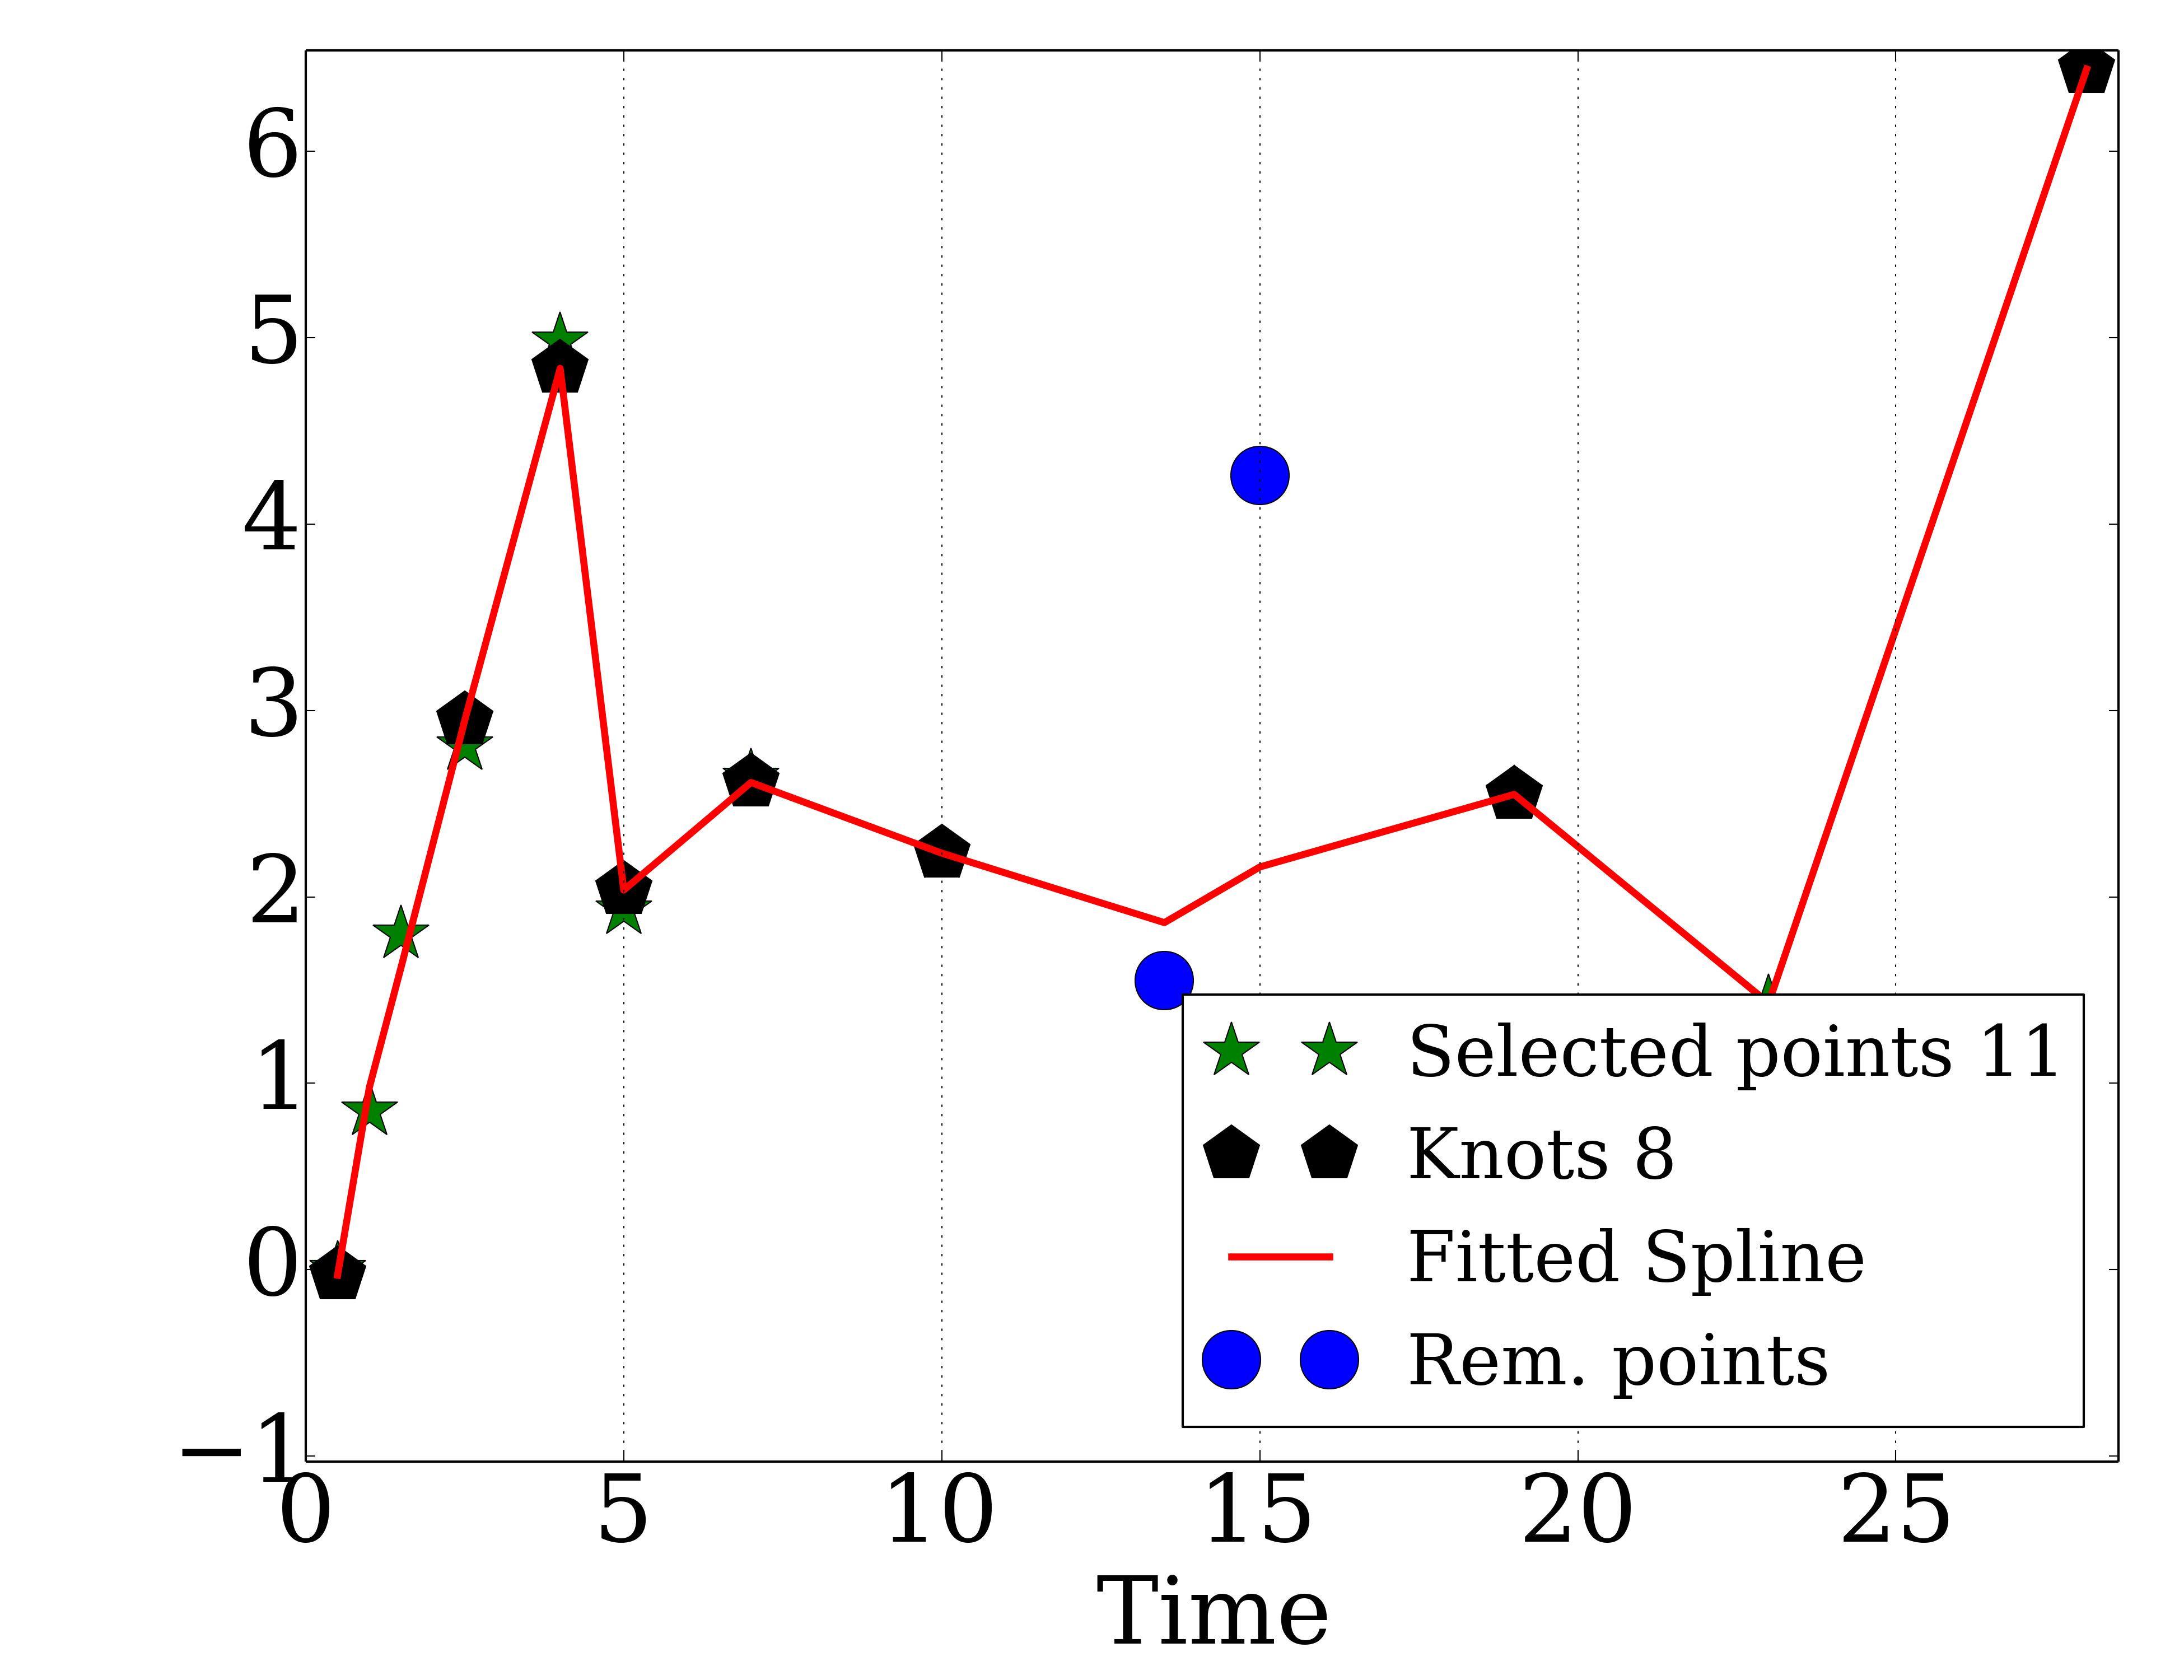 6
5
4
3
2
1
0
−1
Selected points 11
Knots 8
Fitted Spline
Rem. points
0 5 10 15 20 25
Time